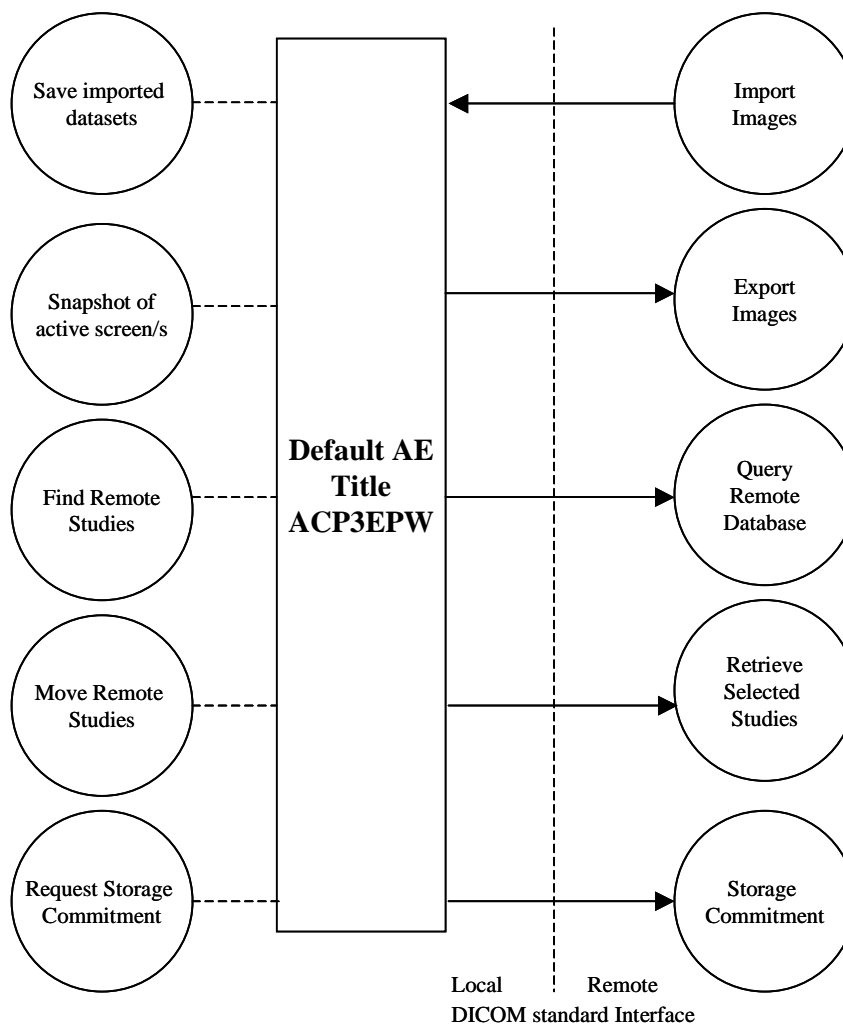 Save imported
datasets
Import
Images
Snapshot of
active screen/s
Export
Images
Default AE
Title
ACP3EPW
Find Remote
Studies
Query
Remote
Database
Move Remote
Studies
Retrieve
Selected
Studies
Request Storage
Commitment
Storage
Commitment
Local Remote
DICOM standard Interface